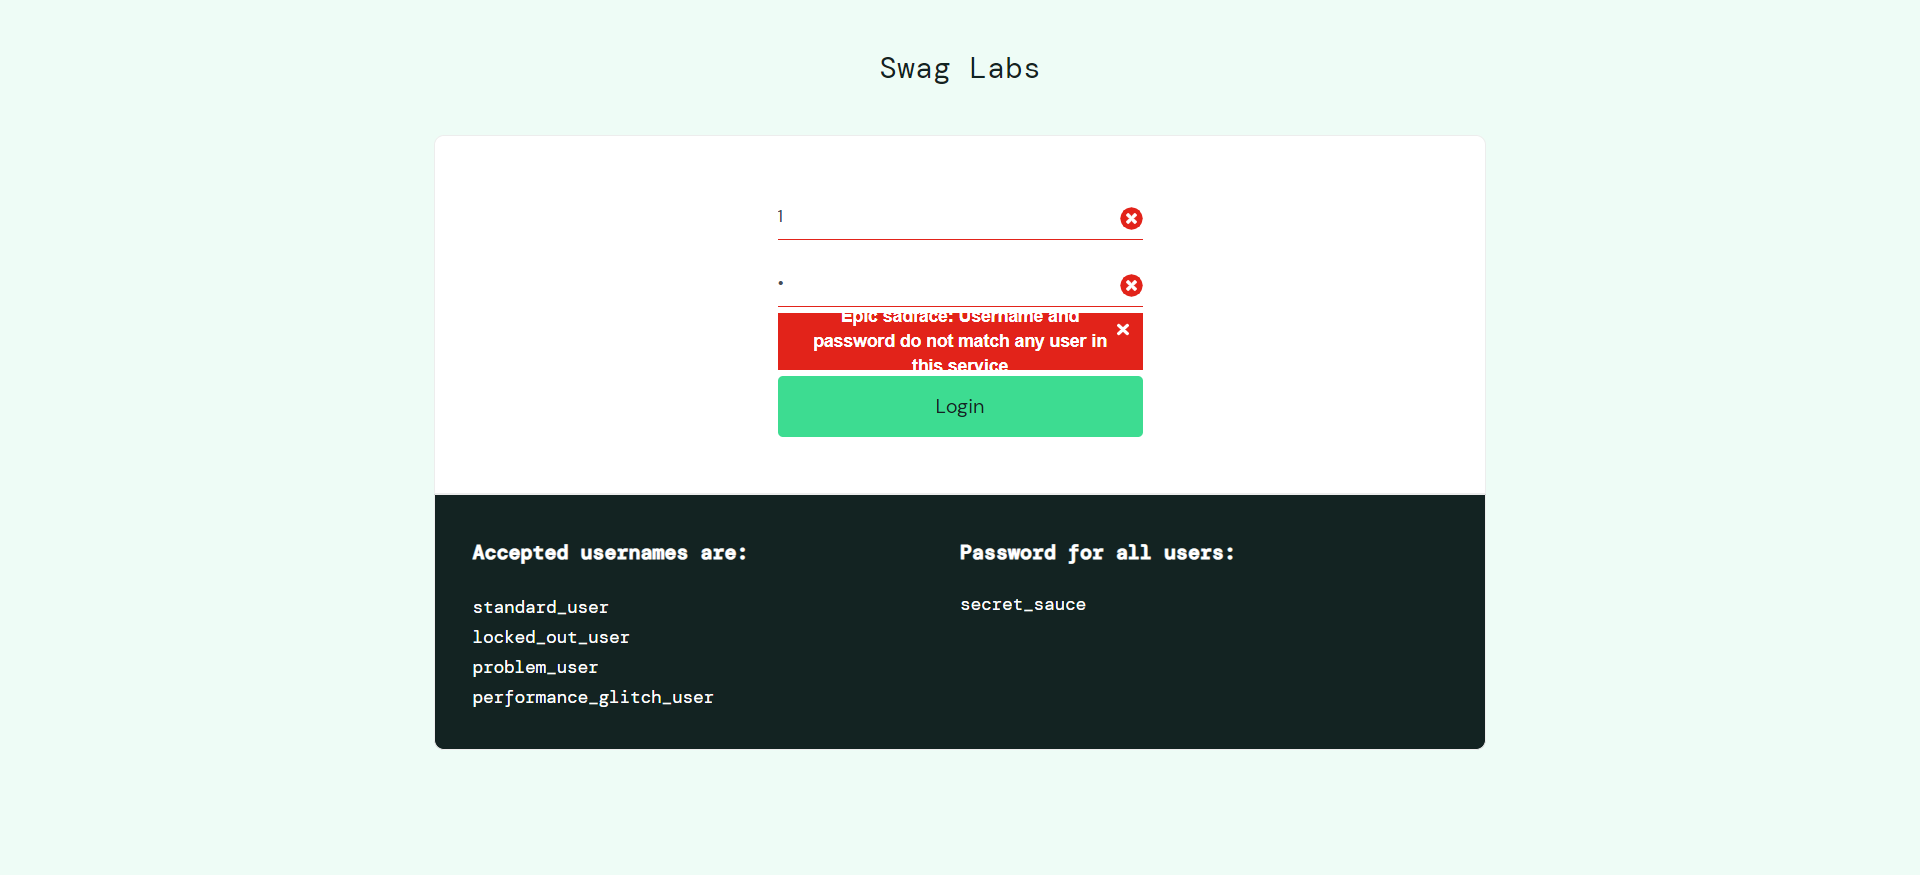 Swag Labs
1
•
Epic sadface: Username and
password do not match any user in
this service
Login
Accepted usernames are:
standard_user
locked_out_user
problem_user
performance_glitch_user
Password for all users:
secret_sauce